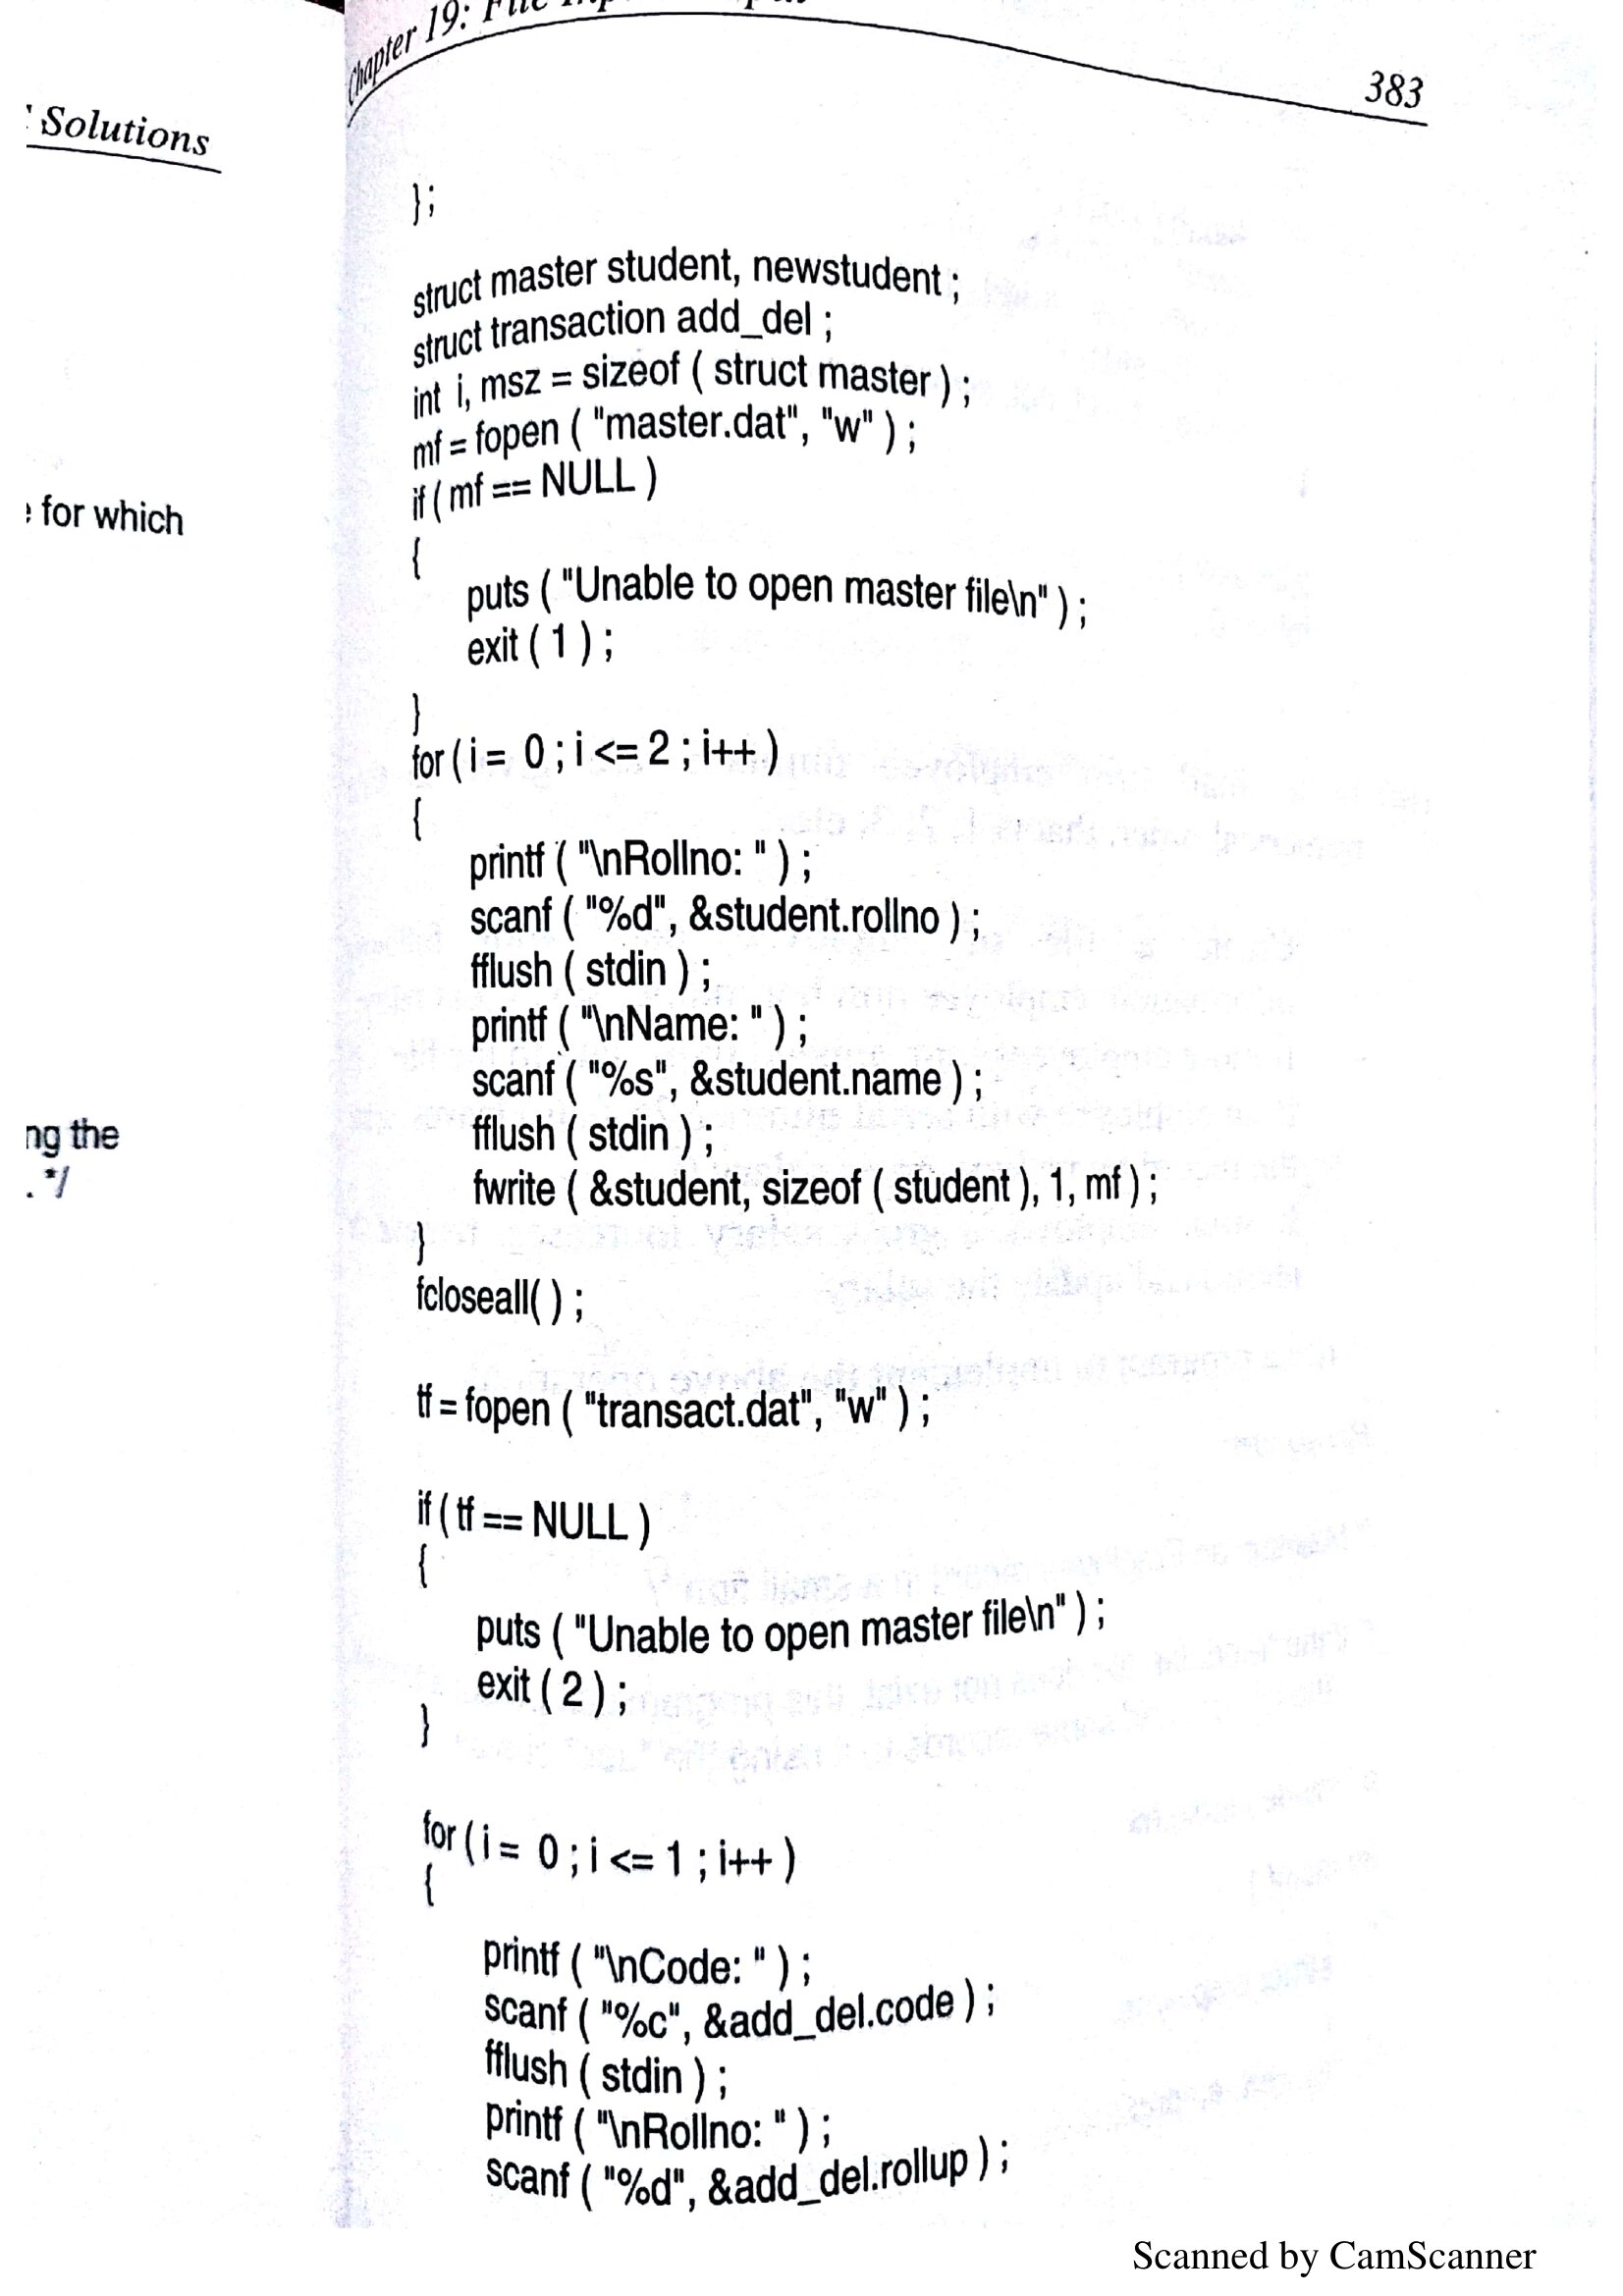 Solutions
for which
ng the
. */
Chapter 19: File
383
} ;
struct master student, newstudent ;
struct transaction add_del ;
int i, msz = sizeof ( struct master ) ;
mf = fopen ( "master.dat", "w" ) ;
if ( mf == NULL )
{
puts ( "Unable to open master file\n" ) ;
exit ( 1 ) ;
}
for ( i = 0 ; i <= 2 ; i++ )
{
printf ( "\nRollno: " ) ;
scanf ( "%d", &student.rollno ) ;
fflush ( stdin ) ;
printf ( "\nName: " ) ;
scanf ( "%s", &student.name ) ;
fflush ( stdin ) ;
fwrite ( &student, sizeof ( student ), 1, mf ) ;
}
fcloseall( ) ;
tf = fopen ( "transact.dat", "w" ) ;
if ( tf == NULL )
{
puts ( "Unable to open master file\n" ) ;
exit ( 2 ) ;
}
for ( i = 0 ; i <= 1 ; i++ )
{
printf ( "\nCode: " ) ;
scanf ( "%c", &add_del.code ) ;
fflush ( stdin ) ;
printf ( "\nRollno: " ) ;
scanf ( "%d", &add_del.rollup ) ;
Scanned by CamScanner